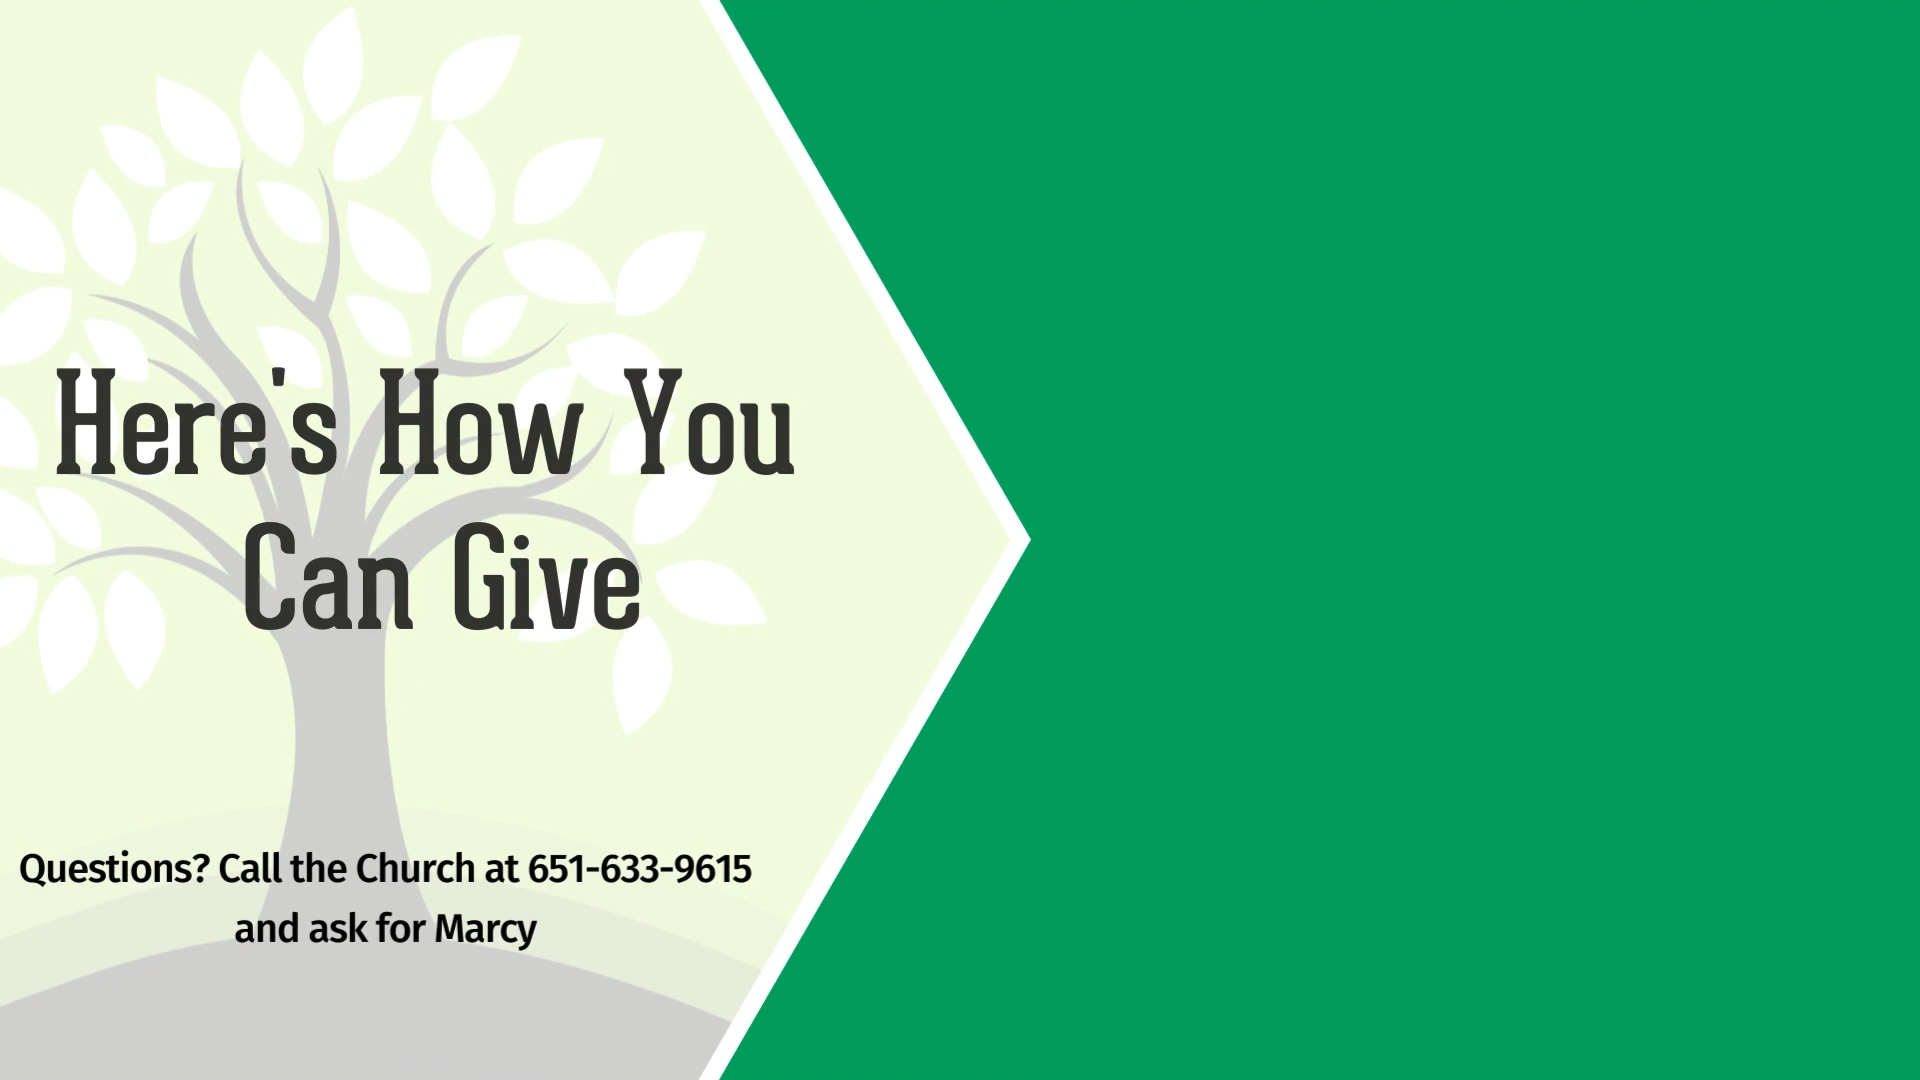 Here's How You
Can Give
Questions? Call the Church at 651-633-9615
and ask for Marcy